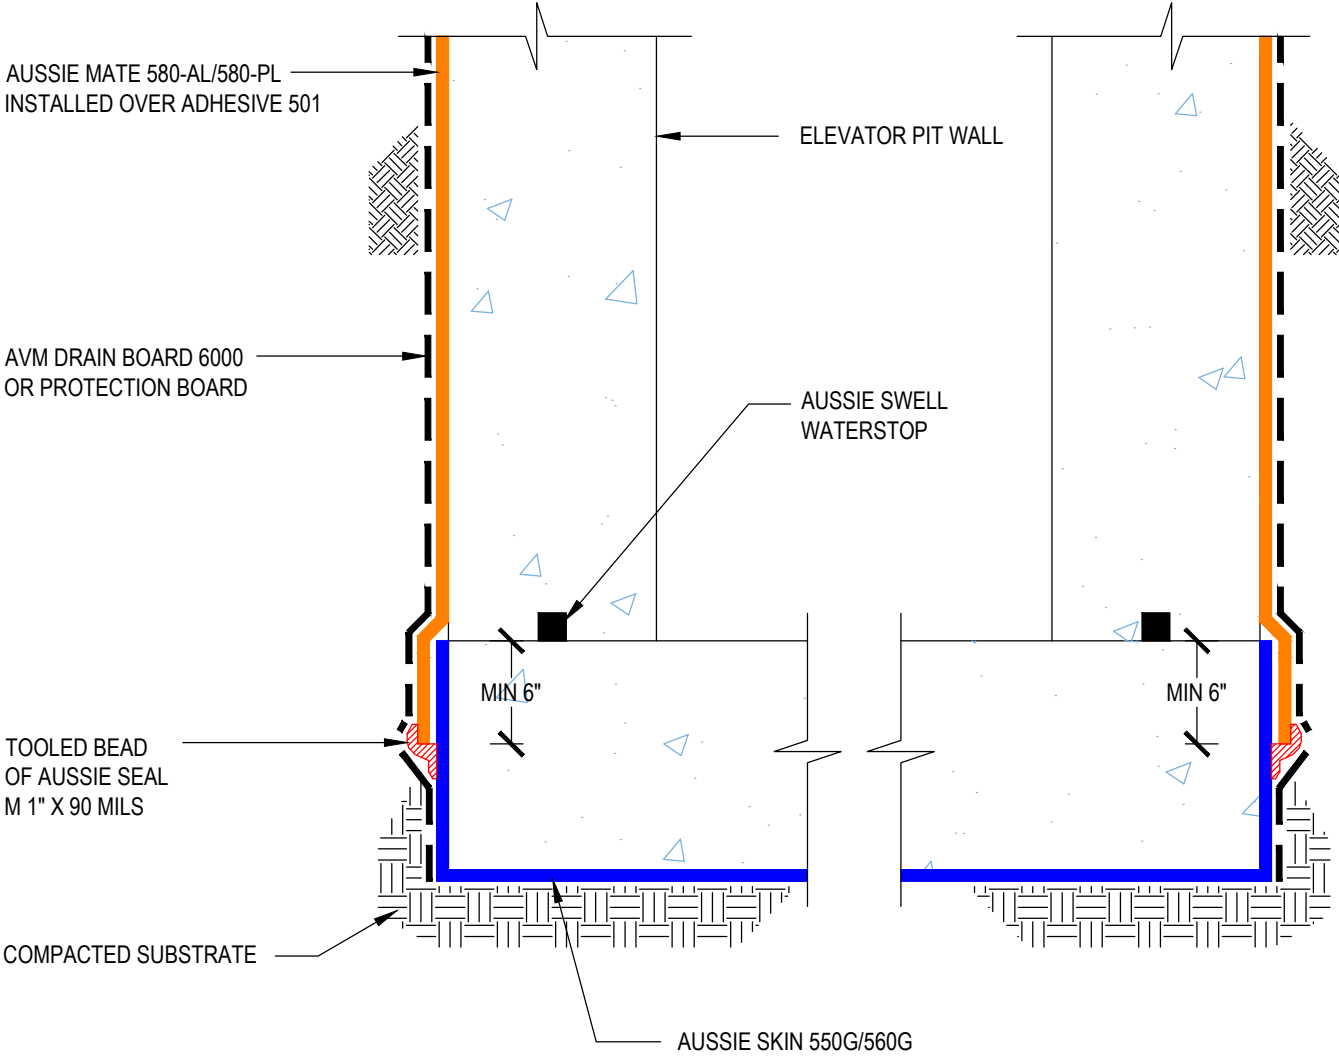 AUSSIE MATE 580-AL/580-PL
INSTALLED OVER ADHESIVE 501
ELEVATOR PIT WALL
AVM DRAIN BOARD 6000
OR PROTECTION BOARD
AUSSIE SWELL
WATERSTOP
MIN 6"
MIN 6"
TOOLED BEAD
OF AUSSIE SEAL
M 1" X 90 MILS
COMPACTED SUBSTRATE
AUSSIE SKIN 550G/560G